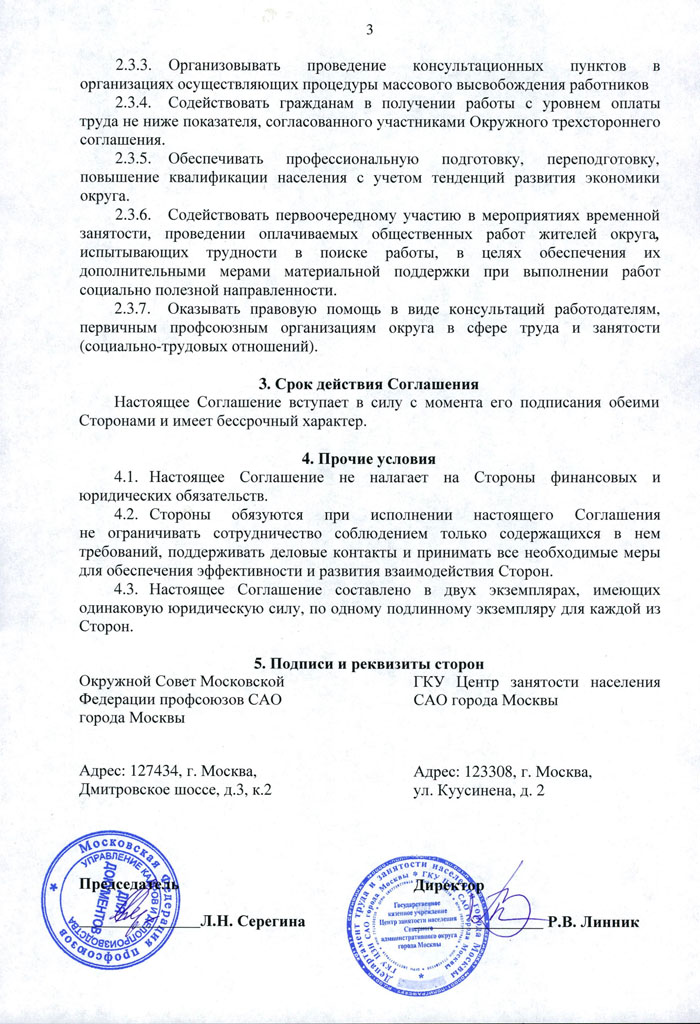 3
2.3.3. Организовывать проведение консультационных пунктов в
организациях осуществляющих процедуры массового высвобождения работников
2.3.4. Содействовать гражданам в получении работы с уровнем оплаты
труда не ниже показателя, согласованного участниками Окружного трехстороннего
соглашения.
2.3.5. Обеспечивать профессиональную подготовку, переподготовку,
повышение квалификации населения с учетом тенденций развития экономики
округа.
2.3.6. Содействовать первоочередному участию в мероприятиях временной
занятости, проведении оплачиваемых общественных работ жителей округа,
испытывающих трудности в поиске работы, в целях обеспечения их
дополнительными мерами материальной поддержки при выполнении работ
социально полезной направленности.
2.3.7. Оказывать правовую помощь в виде консультаций работодателям,
первичным профсоюзным организациям округа в сфере труда и занятости
(социально-трудовых отношений).
3. Срок действия Соглашения
Настоящее Соглашение вступает в силу с момента его подписания обеими
Сторонами и имеет бессрочный характер.
4. Прочие условия
4.1. Настоящее Соглашение не налагает на Стороны финансовых и
юридических обязательств.
4.2. Стороны обязуются при исполнении настоящего Соглашения
не ограничивать сотрудничество соблюдением только содержащихся в нем
требований, поддерживать деловые контакты и принимать все необходимые меры
для обеспечения эффективности и развития взаимодействия Сторон.
4.3. Настоящее Соглашение составлено в двух экземплярах, имеющих
одинаковую юридическую силу, по одному подлинному экземпляру для каждой из
Сторон.
5. Подписи и реквизиты сторон
Окружной Совет Московской
Федерации профсоюзов САО
города Москвы
Адрес: 127434, г. Москва,
Дмитровское шоссе, д.3, к.2
Председатель
Л.Н. Серегина
Московская Федерация профсоюзов
УПРАВЛЕНИЕ КАДРОВ И ДЕЛОПРОИЗВОДСТВА
ДЛЯ
ДОКУМЕНТОВ
ГКУ Центр занятости населения
САО города Москвы
Адрес: 123308, г. Москва,
ул. Куусинена, д. 2
Директор
Р.В. Линник
Департамент труда и занятости населения города Москвы
ГКУ ЦЗН САО города Москвы
Государственное
казенное учреждение
Центр занятости населения
Северного
административного округа
города Москвы